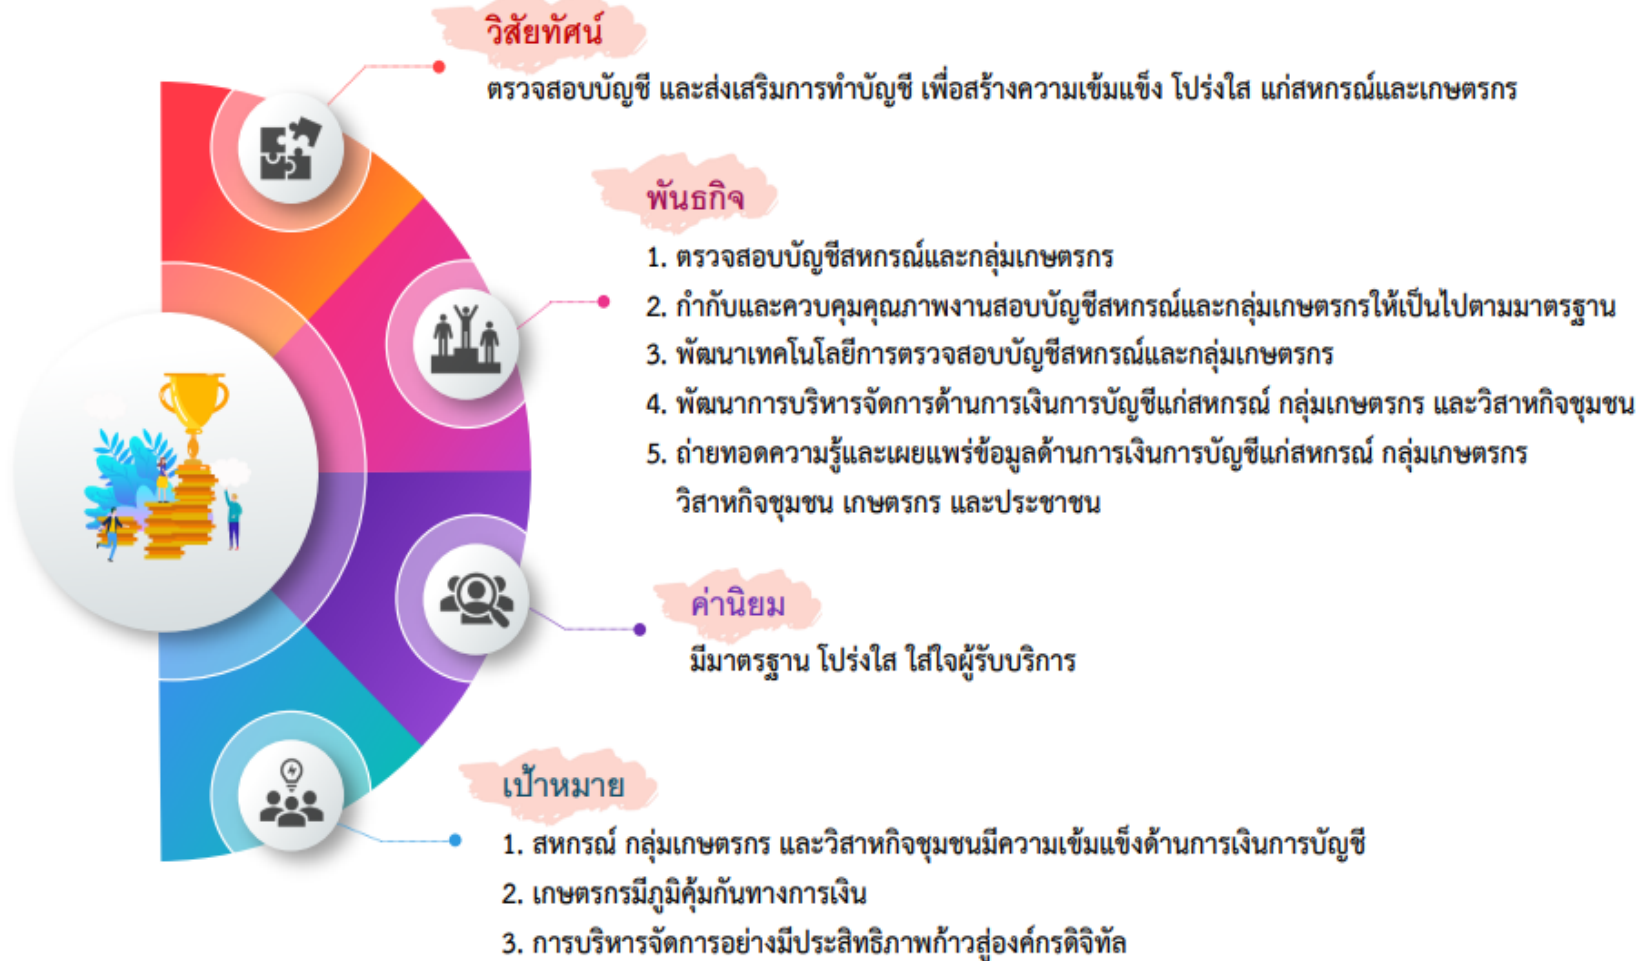 วิสัยทัศน์
ตรวจสอบบัญชี และส่งเสริมการทำบัญชี เพื่อสร้างความเข้มแข็ง โปร่งใส แก่สหกรณ์และเกษตรกร
พันธกิจ
1. ตรวจสอบบัญชีสหกรณ์และกลุ่มเกษตรกร
2. กำกับและควบคุมคุณภาพงานสอบบัญชีสหกรณ์และกลุ่มเกษตรกรให้เป็นไปตามมาตรฐาน
3. พัฒนาเทคโนโลยีการตรวจสอบบัญชีสหกรณ์และกลุ่มเกษตรกร
4. พัฒนาการบริหารจัดการด้านการเงินการบัญชีแก่สหกรณ์ กลุ่มเกษตรกร และวิสาหกิจชุมชน
5. ถ่ายทอดความรู้และเผยแพร่ข้อมูลด้านการเงินการบัญชีแก่สหกรณ์ กลุ่มเกษตรกร
วิสาหกิจชุมชน เกษตรกร และประชาชน
ค่านิยม
มีมาตรฐาน โปร่งใส ใส่ใจผู้รับบริการ
เป้าหมาย
1. สหกรณ์ กลุ่มเกษตรกร และวิสาหกิจชุมชนมีความเข้มแข็งด้านการเงินการบัญชี
2. เกษตรกรมีภูมิคุ้มกันทางการเงิน
3. การบริหารจัดการอย่างมีประสิทธิภาพก้าวสู่องค์กรดิจิทัล